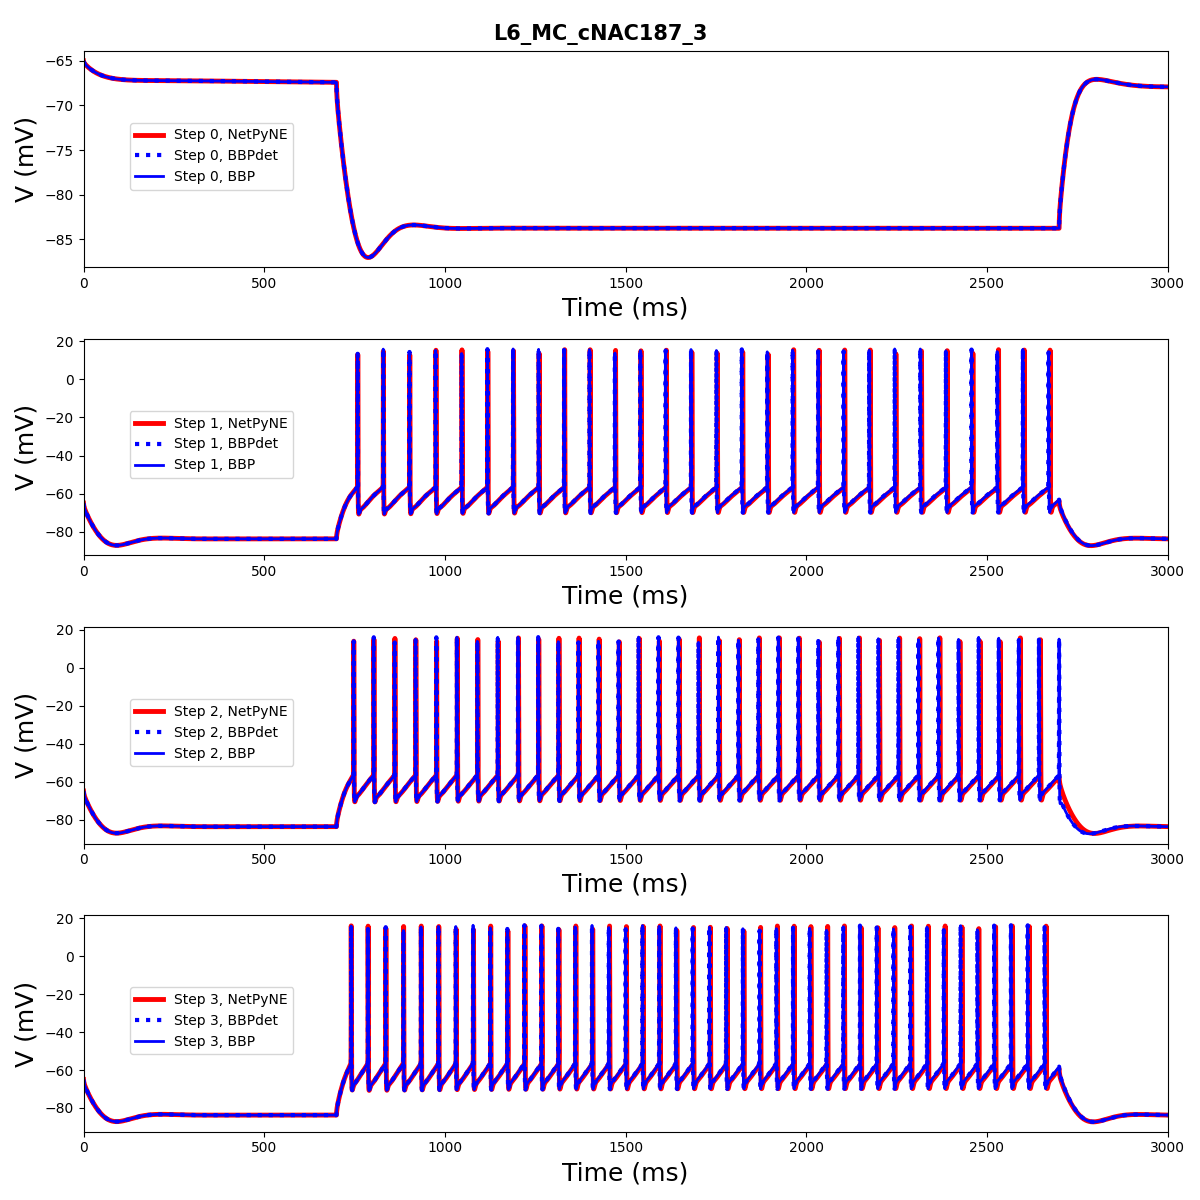 L6_MC_cNAC187_3
−65
−70
−75
−80
−85
V (mV)
Step 0, NetPyNE
Step 0, BBPdet
Step 0, BBP
0 500 1000 1500 2000 2500 3000
Time (ms)
20
0
−20
−40
−60
−80
V (mV)
Step 1, NetPyNE
Step 1, BBPdet
Step 1, BBP
0 500 1000 1500 2000 2500 3000
Time (ms)
20
0
−20
−40
−60
−80
V (mV)
Step 2, NetPyNE
Step 2, BBPdet
Step 2, BBP
0 500 1000 1500 2000 2500 3000
Time (ms)
20
0
−20
−40
−60
−80
V (mV)
Step 3, NetPyNE
Step 3, BBPdet
Step 3, BBP
0 500 1000 1500 2000 2500 3000
Time (ms)